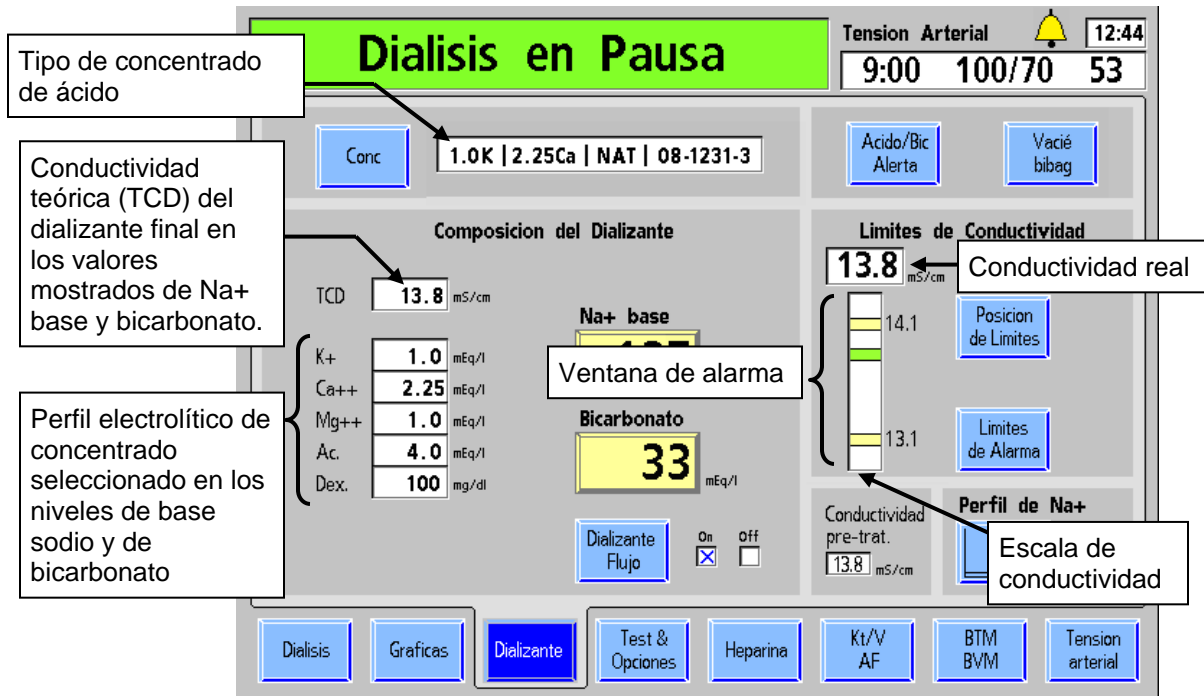 Dialisis en Pausa
Tension Arterial
12:44
9:00 100/70 53
Tipo de concentrado
de ácido
Conc
1.0K | 2.25Ca | NAT | 08-1231-3
Acido/Bic
Alerta
Vacié
bibag
Conductividad
teórica (TCD) del
dializante final en
los valores
mostrados de Na+
base y bicarbonato.
Composicion del Dializante
TCD 13.8 mS/cm
K+ 1.0 mEq/l
Ca++ 2.25 mEq/l
Mg++ 1.0 mEq/l
Ac. 4.0 mEq/l
Dex. 100 mg/dl
Perfil electrolítico de
concentrado
seleccionado en los
niveles de base
sodio y de
bicarbonato
Na+ base
Ventana de alarma
Bicarbonato
33 mEq/l
Dializante
Flujo
On Off
Limites de Conductividad
13.8 mS/cm
Conductividad real
14.1
13.1
Posicion
de Limites
Limites
de Alarma
Conductividad
pre-trat.
13.8 mS/cm
Perfil de Na+
Escala de
conductividad
Dialisis
Graficas
Dializante
Test &
Opciones
Heparina
Kt/V
AF
BTM
BVM
Tension
arterial